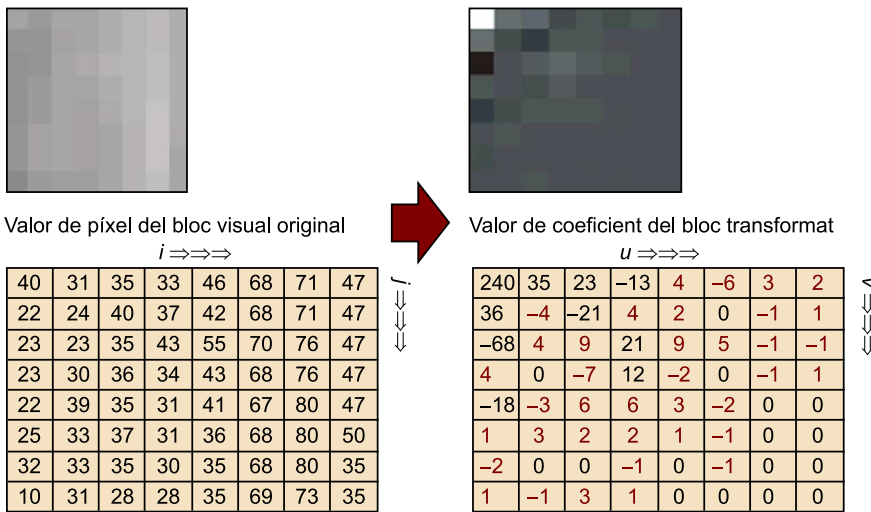 Valor de píxel del bloc visual original
i ⇒⇒⇒
j ⇒⇒⇒
40 31 35 33 46 68 71 47
22 24 40 37 42 68 71 47
23 23 35 43 55 70 76 47
23 30 36 34 43 68 76 47
22 39 35 31 41 67 80 47
25 33 37 31 36 68 80 50
32 33 35 30 35 68 80 35
10 31 28 28 35 69 73 35
Valor de coeficient del bloc transformat
u ⇒⇒⇒
v ⇒⇒⇒
240 35 23 –13 4 –6 3 2
36 –4 –21 4 2 0 –1 1
–68 4 9 21 9 5 –1 –1
4 0 –7 12 –2 0 –1 1
–18 –3 6 6 3 –2 0 0
1 3 2 2 1 –1 0 0
–2 0 0 –1 0 –1 0 0
1 –1 3 1 0 0 0 0